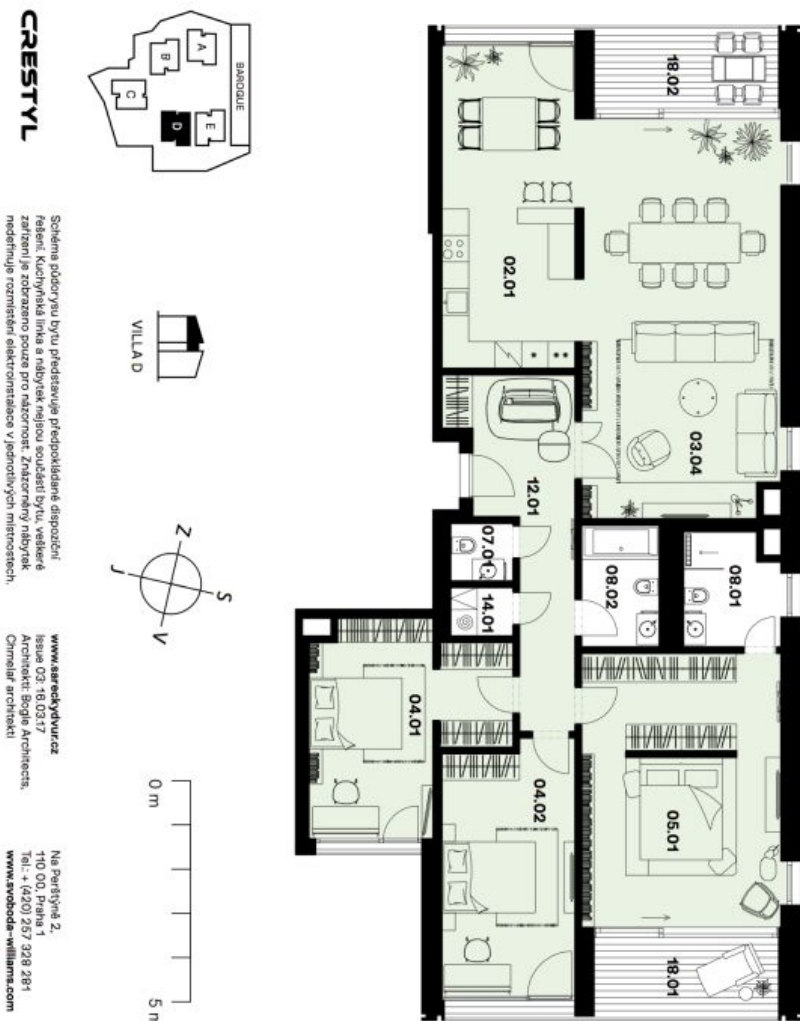 CRESTYL
BAROQUE
A
B
C
D
E
VILLA D
Z
S
J
V
0 m
5 m
18.02
02.01
03.04
12.01
07.01
14.01
08.02
08.01
04.01
04.02
05.01
18.01
Schéma půdorysu bytu představuje předpokládané dispoziční
řešení. Kuchyňská linka a nábytek nejsou součástí bytu, veškeré
zařízení je zobrazeno pouze pro názornost. Znázorněný nábytek
nedefinuje rozmístění elektroinstalace v jednotlivých místnostech.
www.sareckydvur.cz
Issue 03: 16.03.17
Architekti: Bogle Architects,
Chmelař architekti
Na Perštýně 2,
110 00, Praha 1
Tel.: + (420) 257 328 281
www.svoboda-williams.com